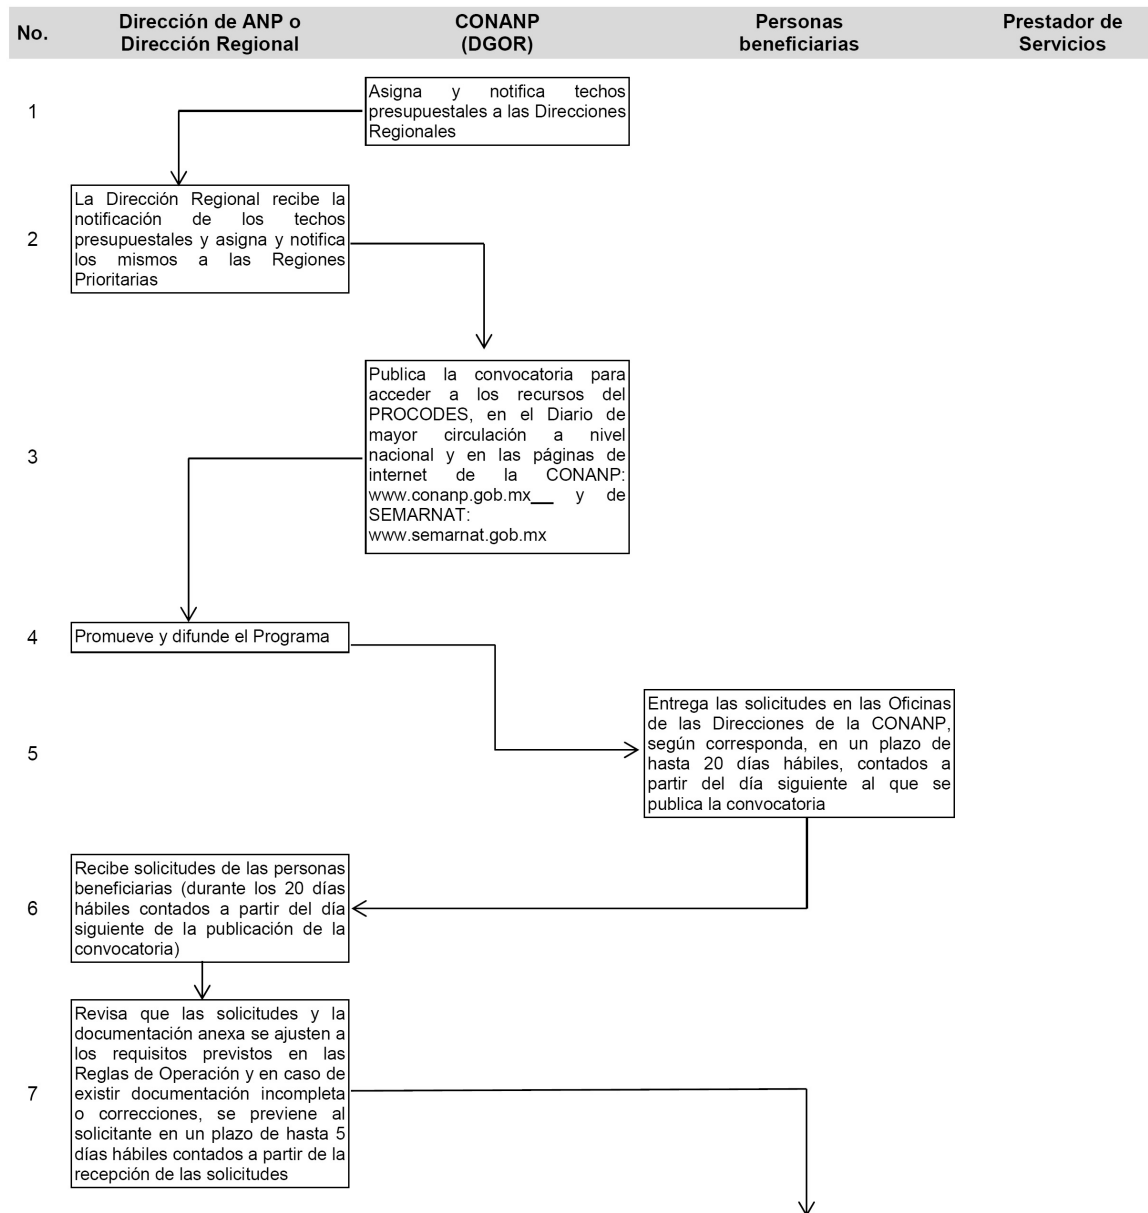 No.
Dirección de ANP o
Dirección Regional
CONANP
(DGOR)
Personas
beneficiarias
Prestador de
Servicios
1
Asigna y notifica techos
presupuestales a las Direcciones
Regionales
2
La Dirección Regional recibe la
notificación de los techos
presupuestales y asigna y notifica
los mismos a las Regiones
Prioritarias
3
Publica la convocatoria para
acceder a los recursos del
PROCODES, en el Diario de
mayor circulación a nivel
nacional y en las páginas de
internet de la CONANP:
www.conanp.gob.mx__ y de
SEMARNAT:
www.semarnat.gob.mx
4
Promueve y difunde el Programa
5
Entrega las solicitudes en las Oficinas
de las Direcciones de la CONANP,
según corresponda, en un plazo de
hasta 20 días hábiles, contados a
partir del día siguiente al que se
publica la convocatoria
6
Recibe solicitudes de las personas
beneficiarias (durante los 20 días
hábiles contados a partir del día
siguiente de la publicación de la
convocatoria)
7
Revisa que las solicitudes y la
documentación anexa se ajusten a
los requisitos previstos en las
Reglas de Operación y en caso de
existir documentación incompleta
o correcciones, se previene al
solicitante en un plazo de hasta 5
días hábiles contados a partir de la
recepción de las solicitudes